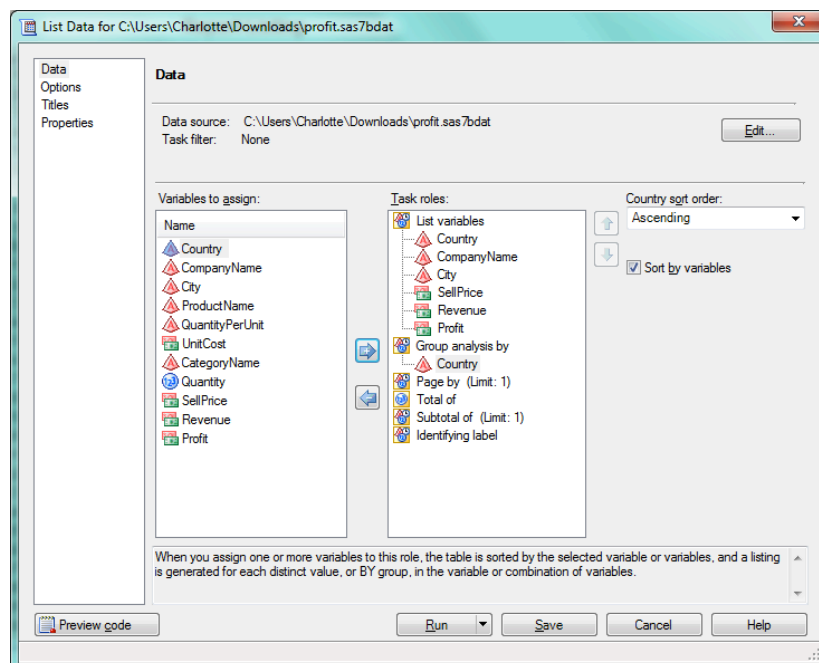 List Data for C:\Users\Charlotte\Downloads\profit.sas7bdat
Data
Options
Titles
Properties
Data
Data source: C:\Users\Charlotte\Downloads\profit.sas7bdat
Task filter: None
Edit...
Variables to assign:
Name
Country
CompanyName
City
ProductName
QuantityPerUnit
UnitCost
CategoryName
Quantity
SellPrice
Revenue
Profit
Task roles:
List variables
Country
CompanyName
City
SellPrice
Revenue
Profit
Group analysis by
Country
Page by (Limit: 1)
Total of
Subtotal of (Limit: 1)
Identifying label
Country sort order:
Ascending
Sort by variables
When you assign one or more variables to this role, the table is sorted by the selected variable or variables, and a listing
is generated for each distinct value, or BY group, in the variable or combination of variables.
Preview code
Run
Save
Cancel
Help